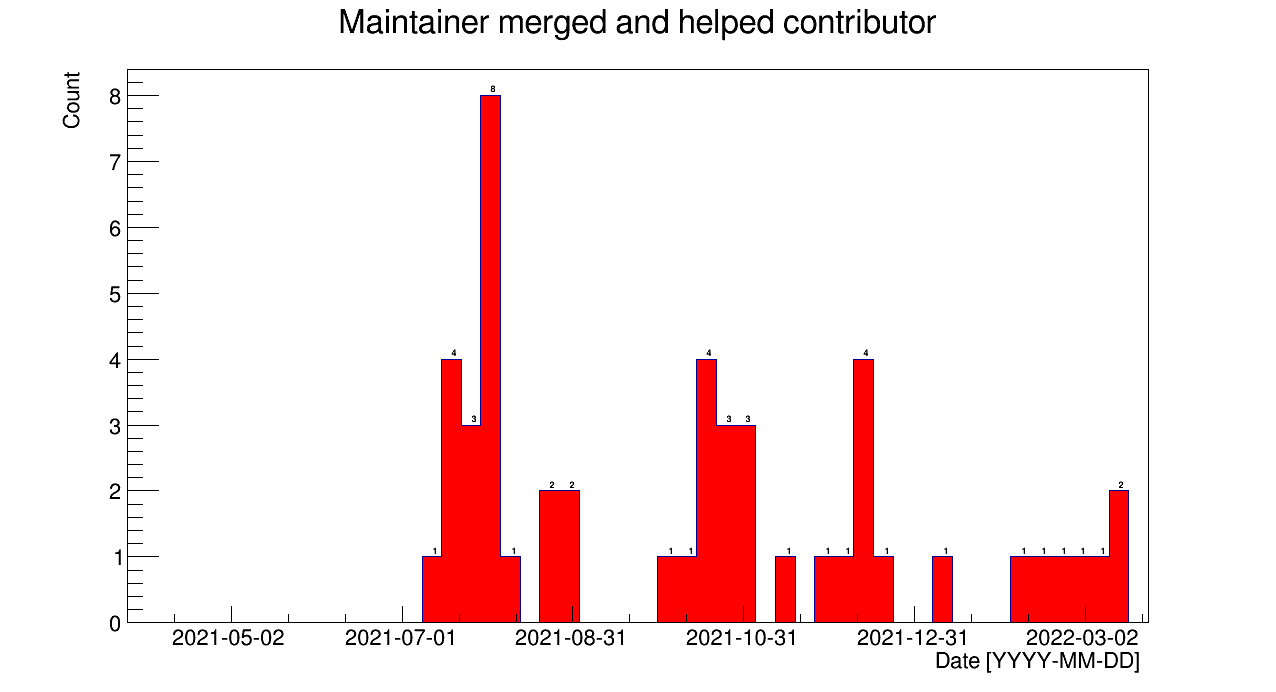 Maintainer merged and helped contributor
Count
8
7
6
5
4
3
2
1
0
1 4 3 8 1 2 2 1 1 4 3 3 1 1 1 4 1 1 1 1 1 1 1 2
2021-05-02 2021-07-01 2021-08-31 2021-10-31 2021-12-31 2022-03-02
Date [YYYY-MM-DD]